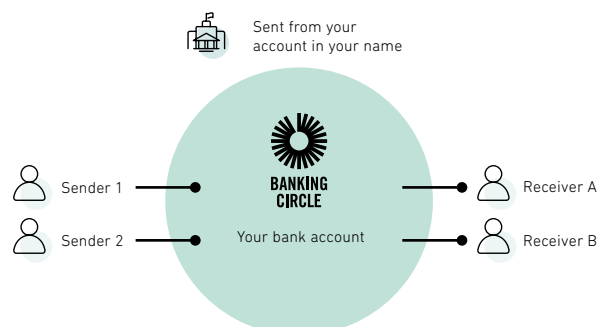 Sent from your
account in your name
BANKING
CIRCLE
Sender 1
Receiver A
Sender 2
Your bank account
Receiver B